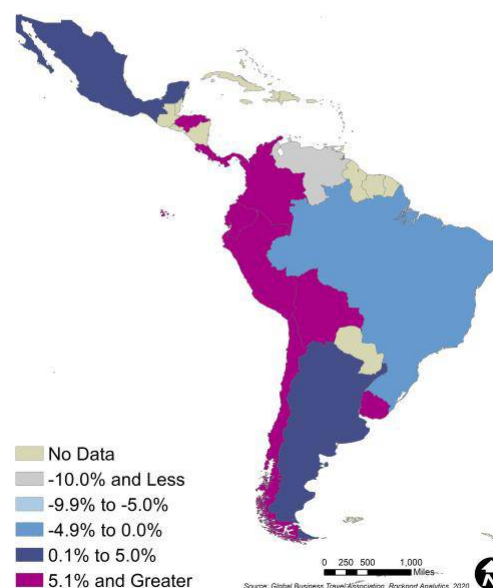 No Data
-10.0% and Less
-9.9% to -5.0%
-4.9% to 0.0%
0.1% to 5.0%
5.1% and Greater
0 250 500 1,000
Miles
Source: Global Business Travel Association, Rockport Analytics, 2020